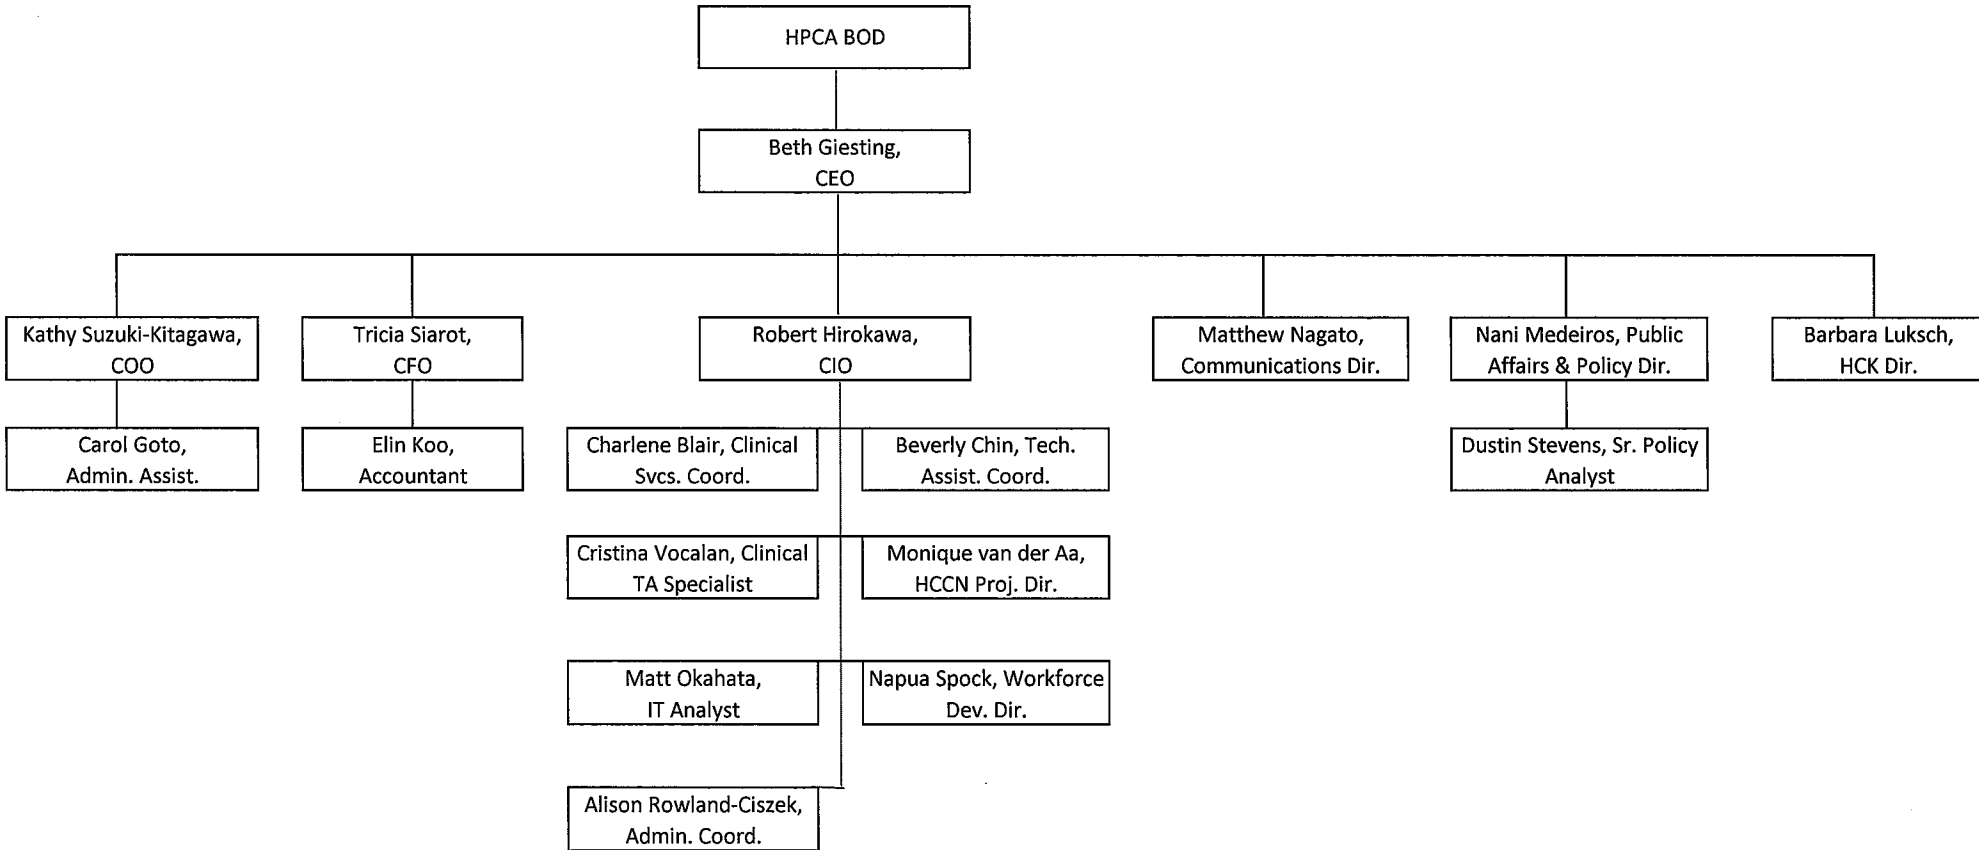 HPCA BOD
Beth Giesting,
CEO
Kathy Suzuki-Kitagawa,
COO
Tricia Siarot,
CFO
Robert Hirokawa,
CIO
Matthew Nagato,
Communications Dir.
Nani Medeiros, Public
Affairs & Policy Dir.
Barbara Luksch,
HCK Dir.
Carol Goto,
Admin. Assist.
Elin Koo,
Accountant
Charlene Blair, Clinical
Svcs. Coord.
Beverly Chin, Tech.
Assist. Coord.
Dustin Stevens, Sr. Policy
Analyst
Cristina Vocalan, Clinical
TA Specialist
Monique van der Aa,
HCCN Proj. Dir.
Matt Okahata,
IT Analyst
Napua Spock, Workforce
Dev. Dir.
Alison Rowland-Ciszek,
Admin. Coord.